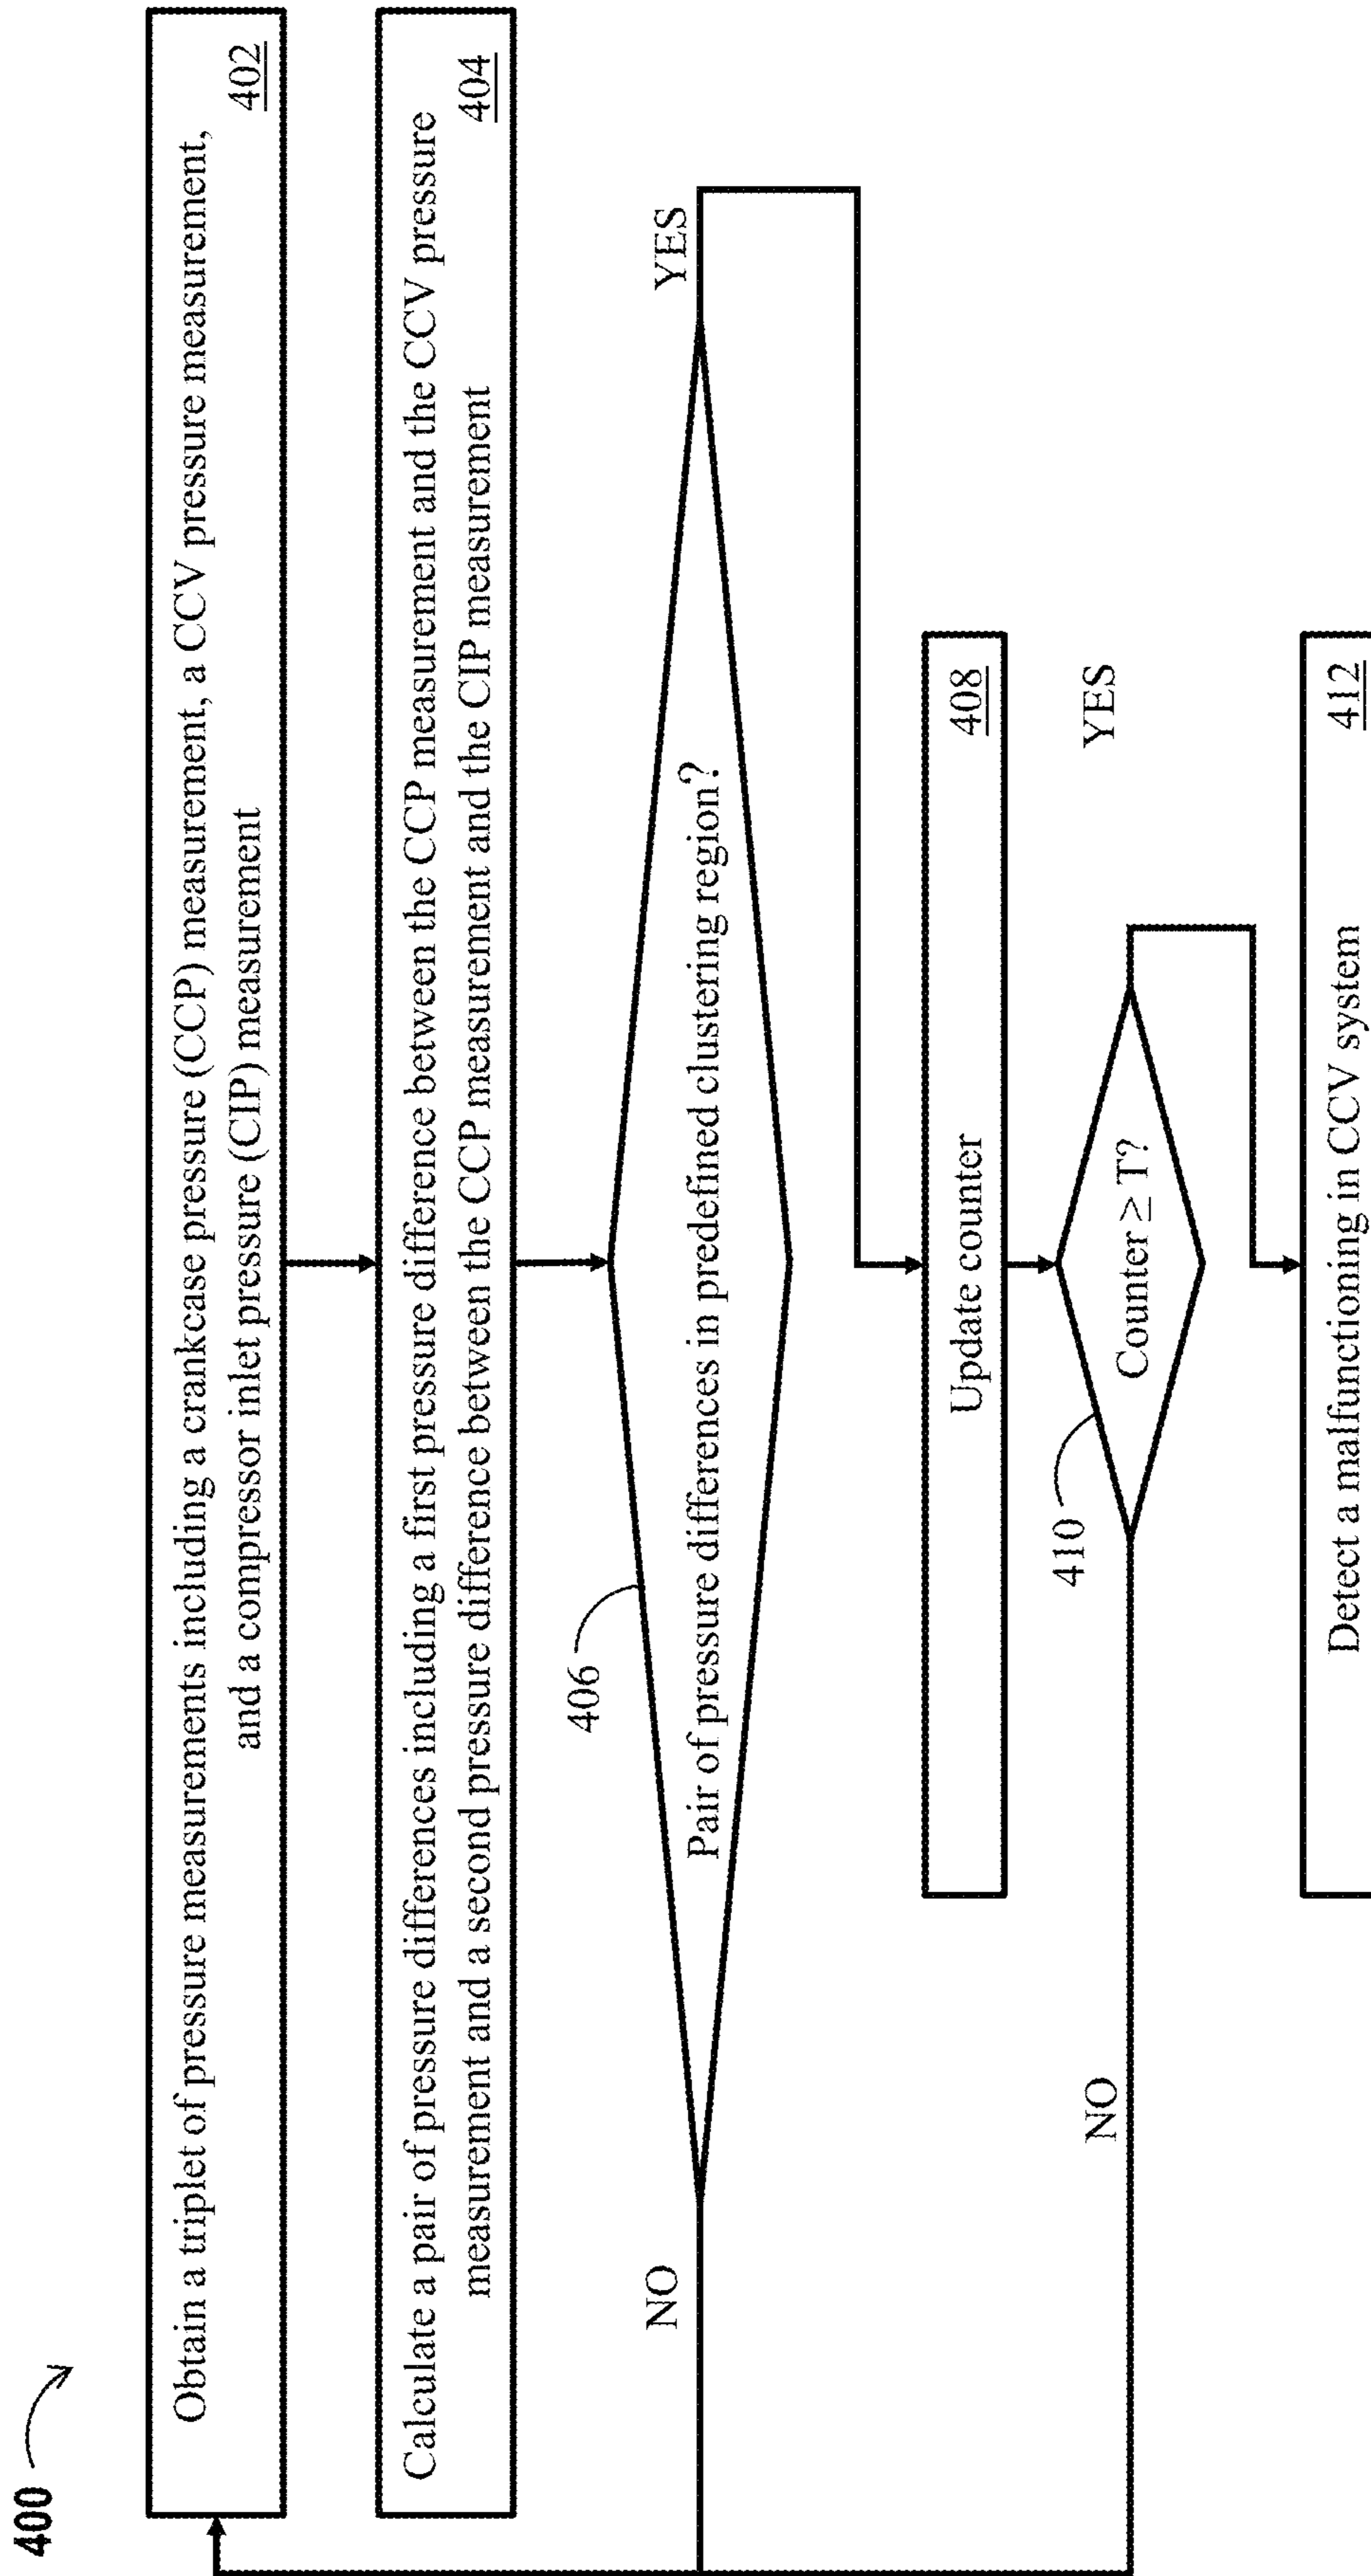 400
Obtain a triplet of pressure measurements including a crankcase pressure (CCP) measurement, a CCV pressure measurement,
and a compressor inlet pressure (CIP) measurement
402
Calculate a pair of pressure differences including a first pressure difference between the CCP measurement and the CCV pressure
measurement and a second pressure difference between the CCP measurement and the CIP measurement
404
406
NO
Pair of pressure differences in predefined clustering region?
YES
Update counter
408
410
NO
Counter ≥ T?
YES
Detect a malfunctioning in CCV system
412